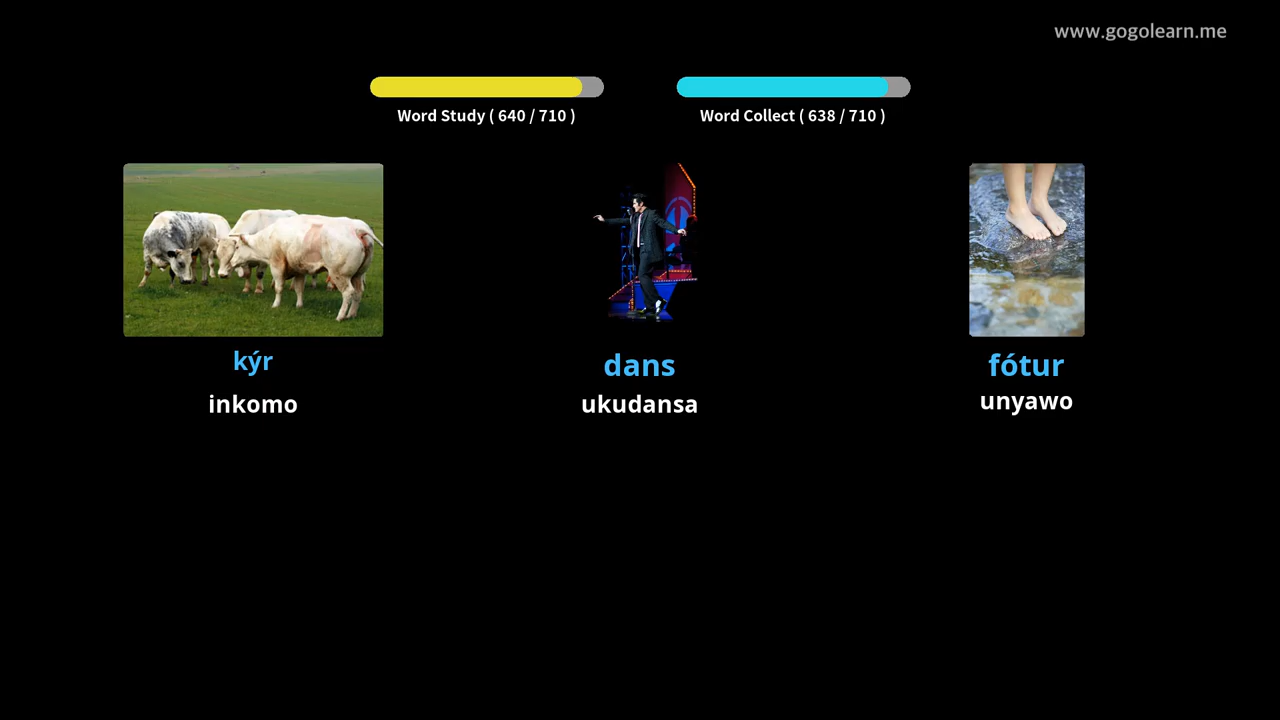 www.gogolearn.me
Word Study ( 640 / 710 )
Word Collect ( 638 / 710 )
kýr
inkomo
dans
ukudansa
fótur
unyawo